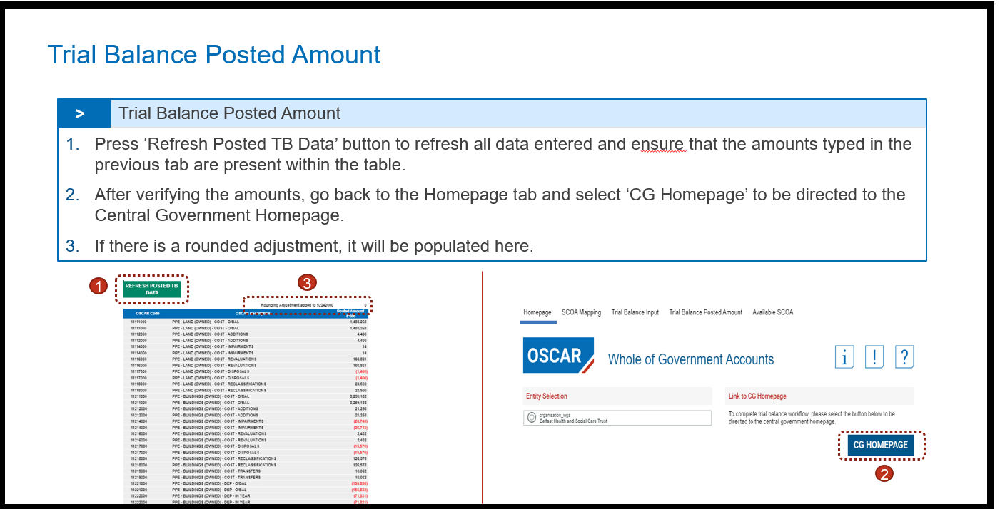 Trial Balance Posted Amount
> Trial Balance Posted Amount
1. Press ‘Refresh Posted TB Data’ button to refresh all data entered and ensure that the amounts typed in the
previous tab are present within the table.
2. After verifying the amounts, go back to the Homepage tab and select ‘CG Homepage’ to be directed to the
Central Government Homepage.
3. If there is a rounded adjustment, it will be populated here.
1
REFRESH POSTED TB
DATA
3
Rounding Adjustment added to 52242000 0
OSCAR Code Posted Amount
11111000 PPE - LAND (OWNED) - COST - O/BAL 1,483,268
11111000 PPE - LAND (OWNED) - COST - O/BAL 1,483,268
11112000 PPE - LAND (OWNED) - COST - ADDITIONS 4,400
11112000 PPE - LAND (OWNED) - COST - ADDITIONS 4,400
11114000 PPE - LAND (OWNED) - COST - IMPAIRMENTS 14
11114000 PPE - LAND (OWNED) - COST - IMPAIRMENTS 14
11116000 PPE - LAND (OWNED) - COST - REVALUATIONS 166,861
11116000 PPE - LAND (OWNED) - COST - REVALUATIONS 166,861
11117000 PPE - LAND (OWNED) - COST - DISPOSALS (1,400)
11117000 PPE - LAND (OWNED) - COST - DISPOSALS (1,400)
11118000 PPE - LAND (OWNED) - COST - RECLASSIFICATIONS 23,500
11118000 PPE - LAND (OWNED) - COST - RECLASSIFICATIONS 23,500
11211000 PPE - BUILDINGS (OWNED) - COST - O/BAL 3,259,182
11211000 PPE - BUILDINGS (OWNED) - COST - O/BAL 3,259,182
11212000 PPE - BUILDINGS (OWNED) - COST - ADDITIONS 21,258
11212000 PPE - BUILDINGS (OWNED) - COST - ADDITIONS 21,258
11214000 PPE - BUILDINGS (OWNED) - COST - IMPAIRMENTS (26,743)
11214000 PPE - BUILDINGS (OWNED) - COST - IMPAIRMENTS (26,743)
11216000 PPE - BUILDINGS (OWNED) - COST - REVALUATIONS 2,432
11216000 PPE - BUILDINGS (OWNED) - COST - REVALUATIONS 2,432
11217000 PPE - BUILDINGS (OWNED) - COST - DISPOSALS (15,570)
11217000 PPE - BUILDINGS (OWNED) - COST - DISPOSALS (15,570)
11218000 PPE - BUILDINGS (OWNED) - COST - RECLASSIFICATIONS 126,578
11218000 PPE - BUILDINGS (OWNED) - COST - RECLASSIFICATIONS 126,578
11219000 PPE - BUILDINGS (OWNED) - COST - TRANSFERS 10,062
11219000 PPE - BUILDINGS (OWNED) - COST - TRANSFERS 10,062
11221000 PPE - BUILDINGS (OWNED) - DEP - O/BAL (155,838)
11221000 PPE - BUILDINGS (OWNED) - DEP - O/BAL (155,838)
11222000 PPE - BUILDINGS (OWNED) - DEP - IN YEAR (71,831)
11222000 PPE - BUILDINGS (OWNED) - DEP - IN YEAR (71,831)
Homepage SCOA Mapping Trial Balance Input Trial Balance Posted Amount Available SCOA
OSCAR Whole of Government Accounts i ! ?
Entity Selection Link to CG Homepage
organisation_wga
Belfast Health and Social Care Trust
To complete trial balance workflow, please select the button below to be
directed to the central government homepage.
CG HOMEPAGE
2